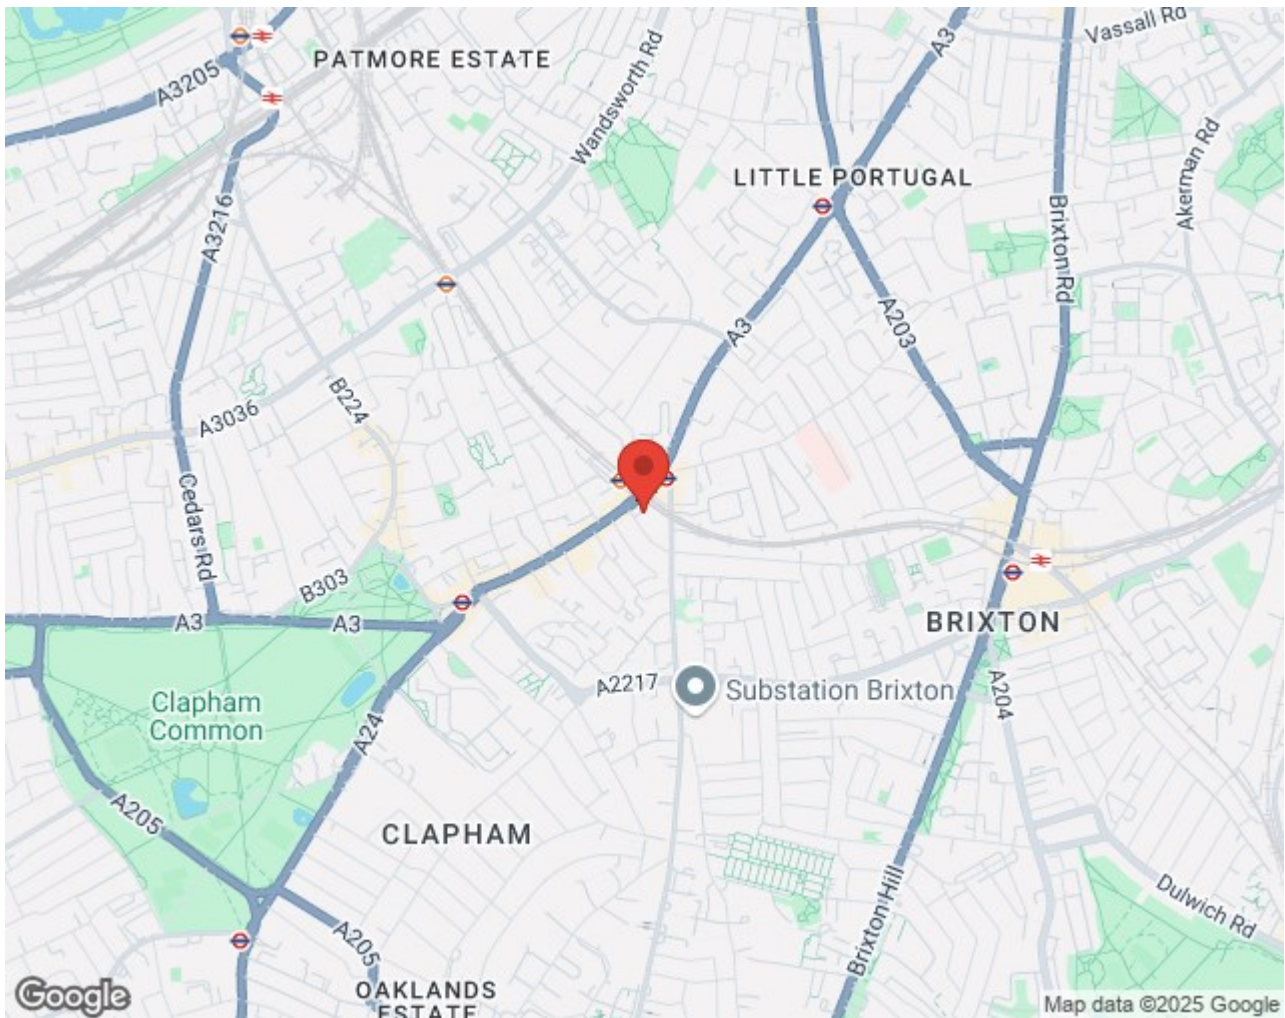 Vassall Rd
A3
PATMORE ESTATE
Wandsworth Rd
A3205
Akerman Rd
LITTLE PORTUGAL
A3216
Brixton Rd
A203
A3
B224
A3036
Cedars Rd
B303
A3
A3
BRIXTON
A2217
Substation Brixton
A204
Clapham
Common
A24
A205
CLAPHAM
Dulwich Rd
Brixton Hill
A205
OAKLANDS
ESTATE
Google
Map data ©2025 Google